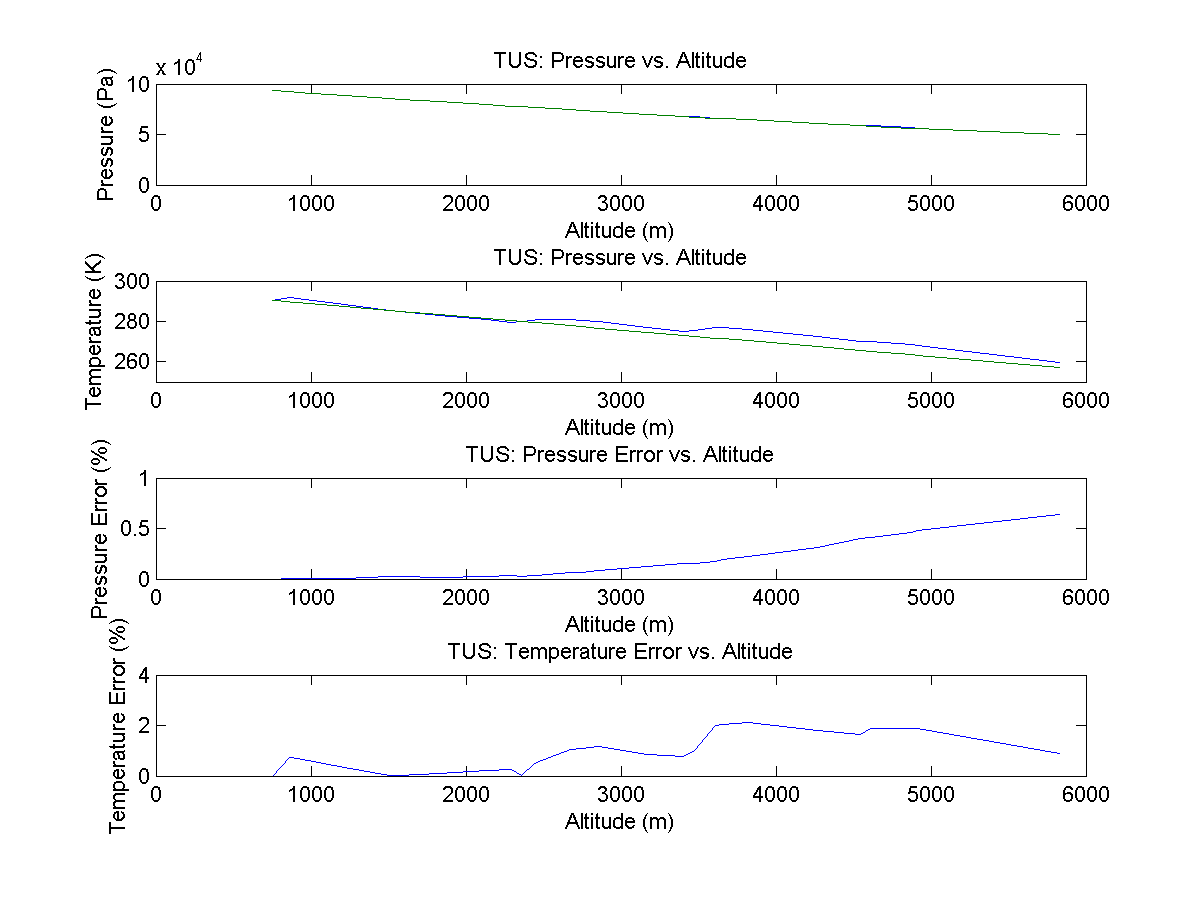 TUS: Pressure vs. Altitude
x 10^4
Pressure (Pa)
10
5
0
0 1000 2000 3000 4000 5000 6000
Altitude (m)
TUS: Pressure vs. Altitude
Temperature (K)
300
280
260
0 1000 2000 3000 4000 5000 6000
Altitude (m)
TUS: Pressure Error vs. Altitude
Pressure Error (%)
1
0.5
0
0 1000 2000 3000 4000 5000 6000
Altitude (m)
TUS: Temperature Error vs. Altitude
Temperature Error (%)
4
2
0
0 1000 2000 3000 4000 5000 6000
Altitude (m)